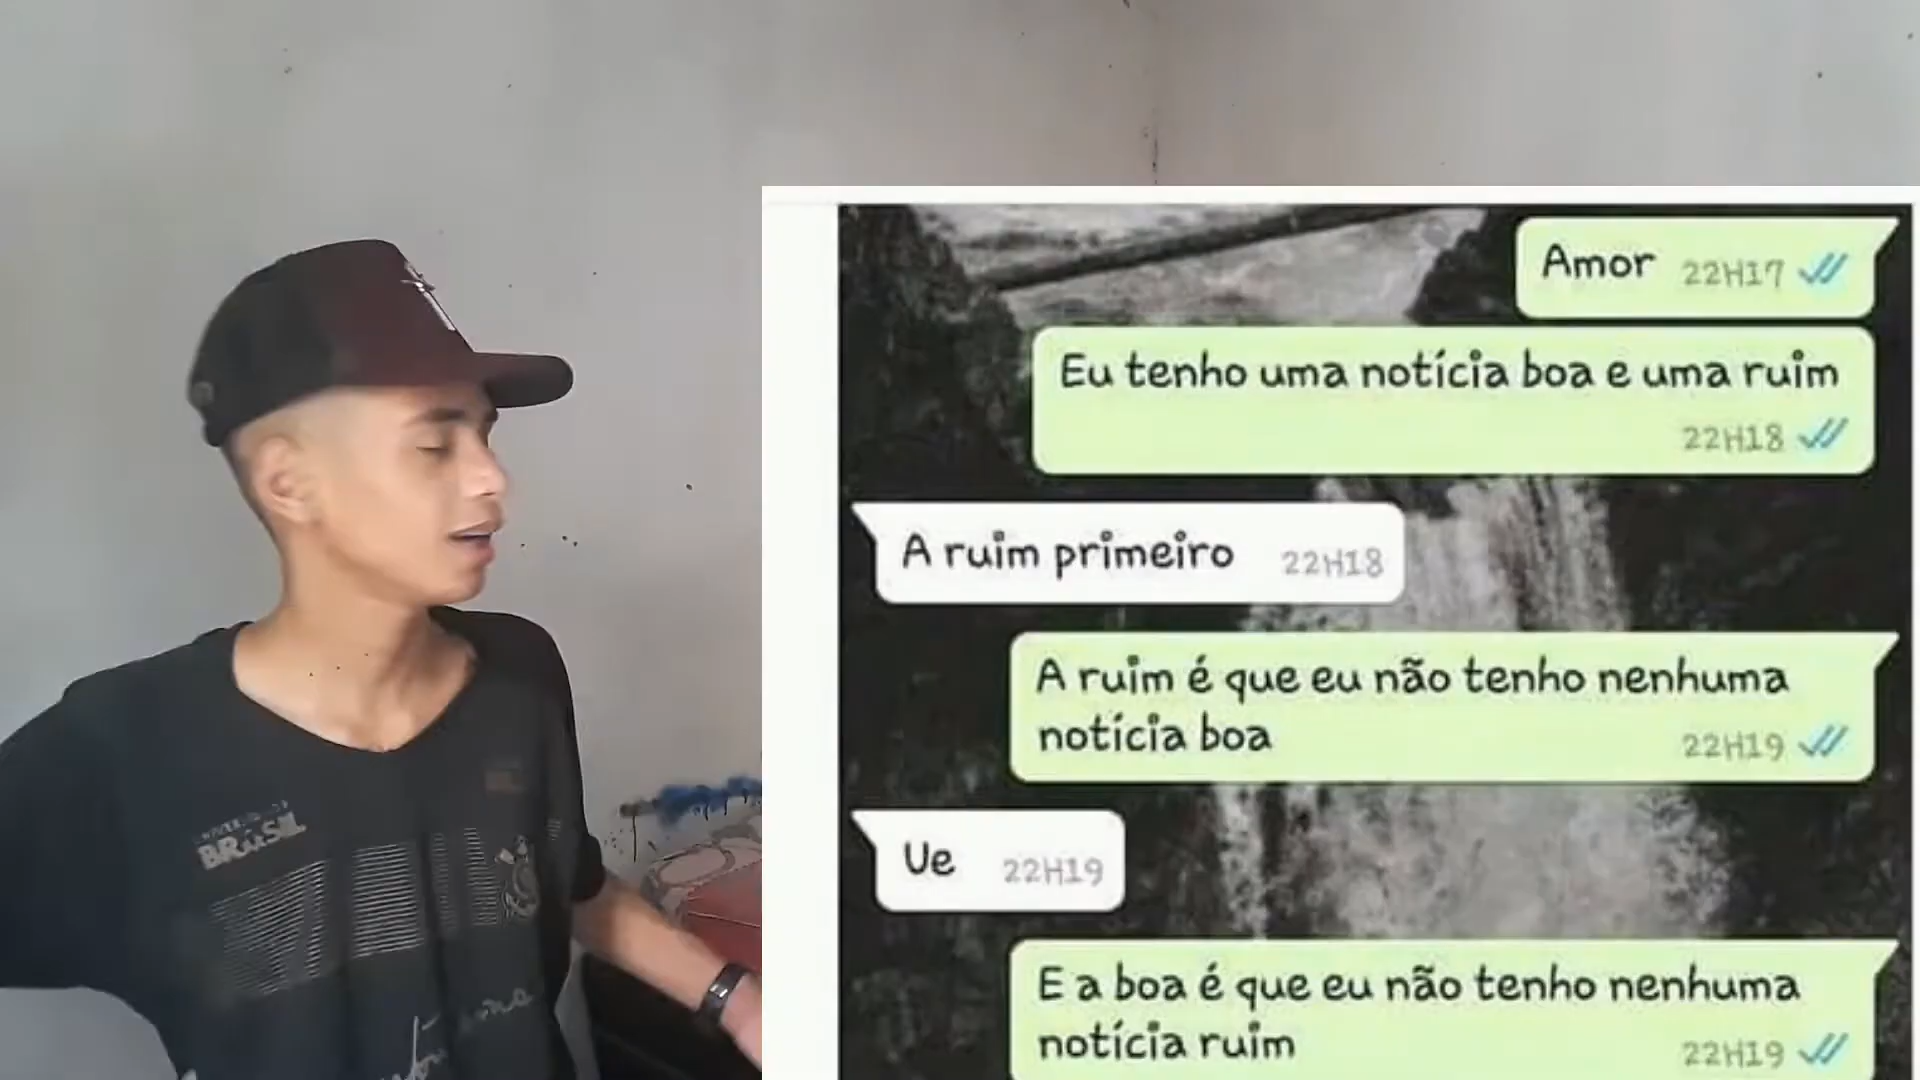 Amor 22H17
Eu tenho uma notícia boa e uma ruim
22H18
A ruim primeiro 22H18
A ruim é que eu não tenho nenhuma
notícia boa 22H19
Ue 22H19
E a boa é que eu não tenho nenhuma
notícia ruim 22H19
BRASIL